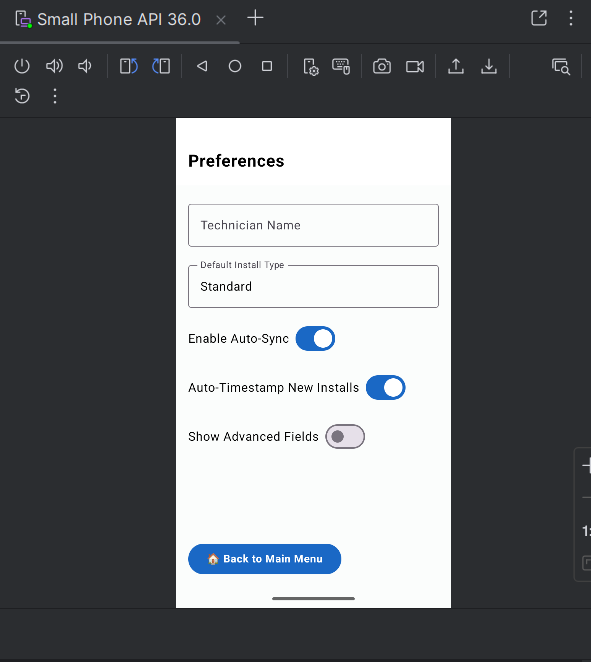 Small Phone API 36.0
Preferences
Technician Name
Default Install Type
Standard
Enable Auto-Sync
Auto-Timestamp New Installs
Show Advanced Fields
1:
🏠 Back to Main Menu